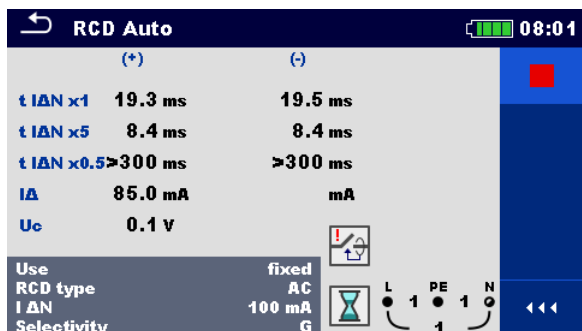 RCD Auto 08:01
(+) (-)
t IΔN x1 19.3 ms 19.5 ms
t IΔN x5 8.4 ms 8.4 ms
t IΔN x0.5 >300 ms >300 ms
IΔ 85.0 mA mA
Uc 0.1 V
!
Use fixed
RCD type AC
I ΔN 100 mA
Selectivity G
L PE N
1 1
1